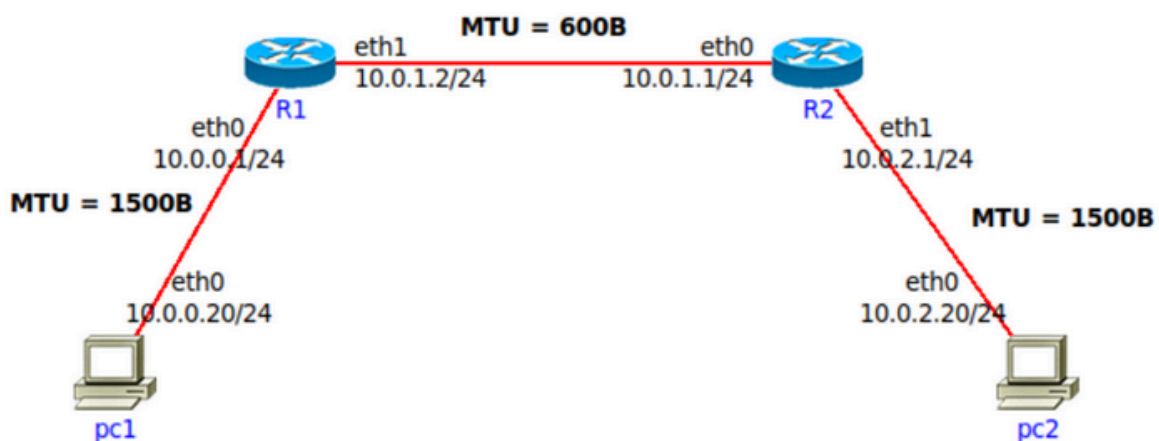 MTU = 600B
eth1
eth0
10.0.1.2/24
10.0.1.1/24
R1
R2
eth0
10.0.0.1/24
eth1
10.0.2.1/24
MTU = 1500B
MTU = 1500B
eth0
10.0.0.20/24
eth0
10.0.2.20/24
pc1
pc2